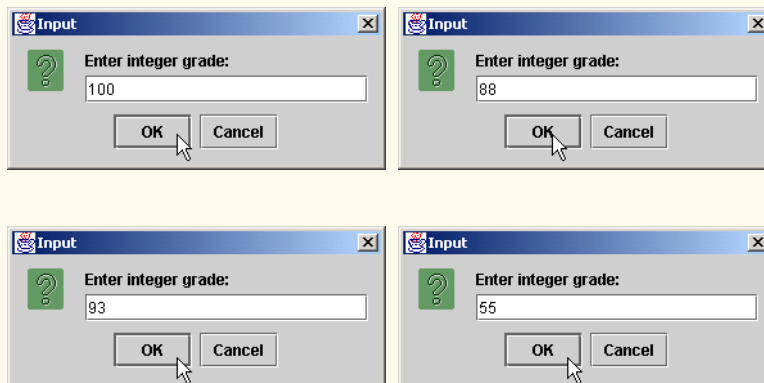 Input
Enter integer grade:
100
OK Cancel
Input
Enter integer grade:
88
OK Cancel
Input
Enter integer grade:
93
OK Cancel
Input
Enter integer grade:
55
OK Cancel